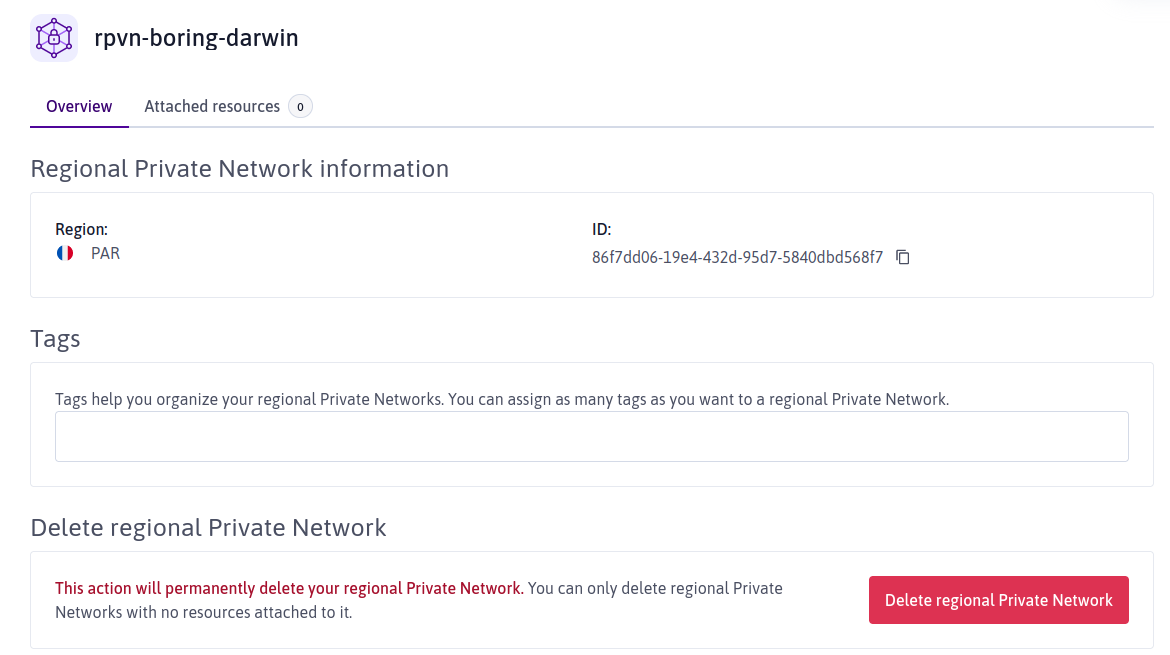 rpvn-boring-darwin
Overview
Attached resources 0
Regional Private Network information
Region:
PAR
ID:
86f7dd06-19e4-432d-95d7-5840dbd568f7
Tags
Tags help you organize your regional Private Networks. You can assign as many tags as you want to a regional Private Network.
Delete regional Private Network
This action will permanently delete your regional Private Network. You can only delete regional Private
Networks with no resources attached to it.
Delete regional Private Network